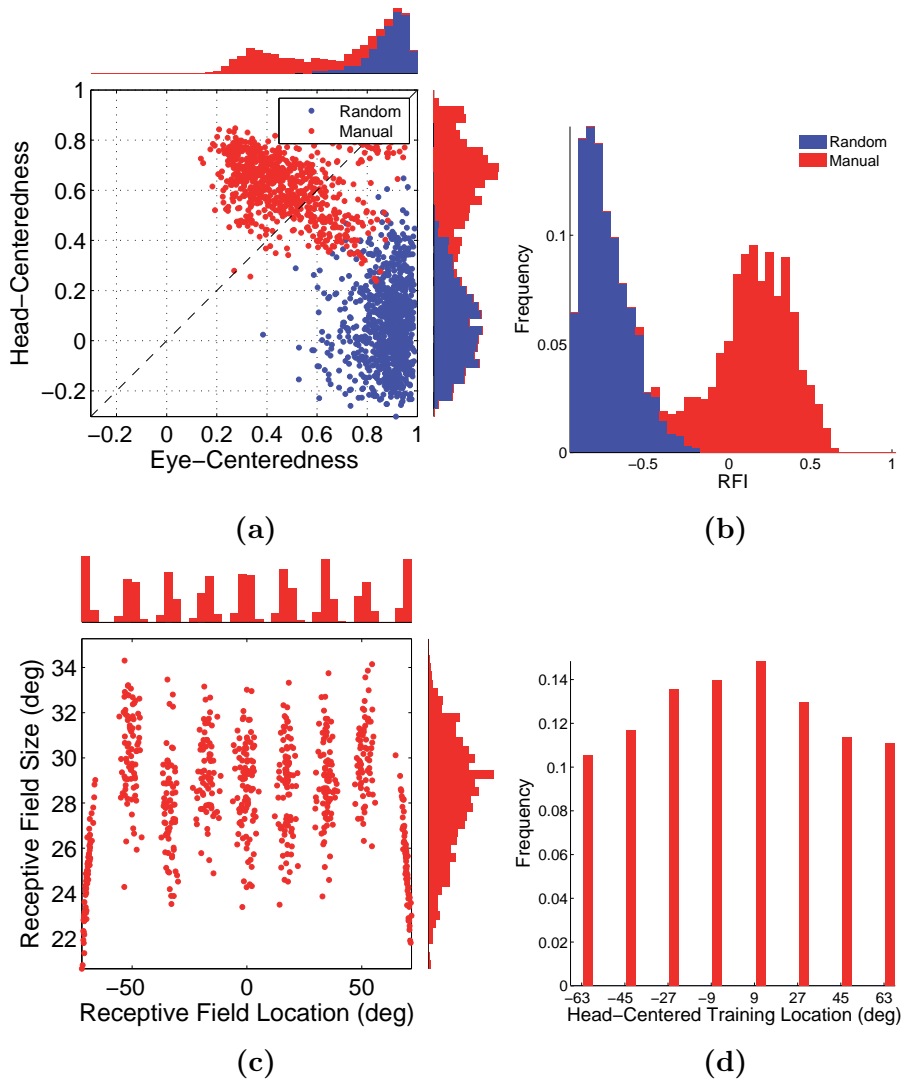 Random
Manual
1
0.8
0.6
0.4
0.2
0
−0.2
Head−Centeredness
−0.2 0 0.2 0.4 0.6 0.8 1
Eye−Centeredness
(a)
Random
Manual
0.1
0.05
0
Frequency
−0.5 0 0.5 1
RFI
(b)
34
32
30
28
26
24
22
Receptive Field Size (deg)
−50 0 50
Receptive Field Location (deg)
(c)
0.14
0.12
0.1
0.08
0.06
0.04
0.02
0
Frequency
−63 −45 −27 −9 9 27 45 63
Head−Centered Training Location (deg)
(d)